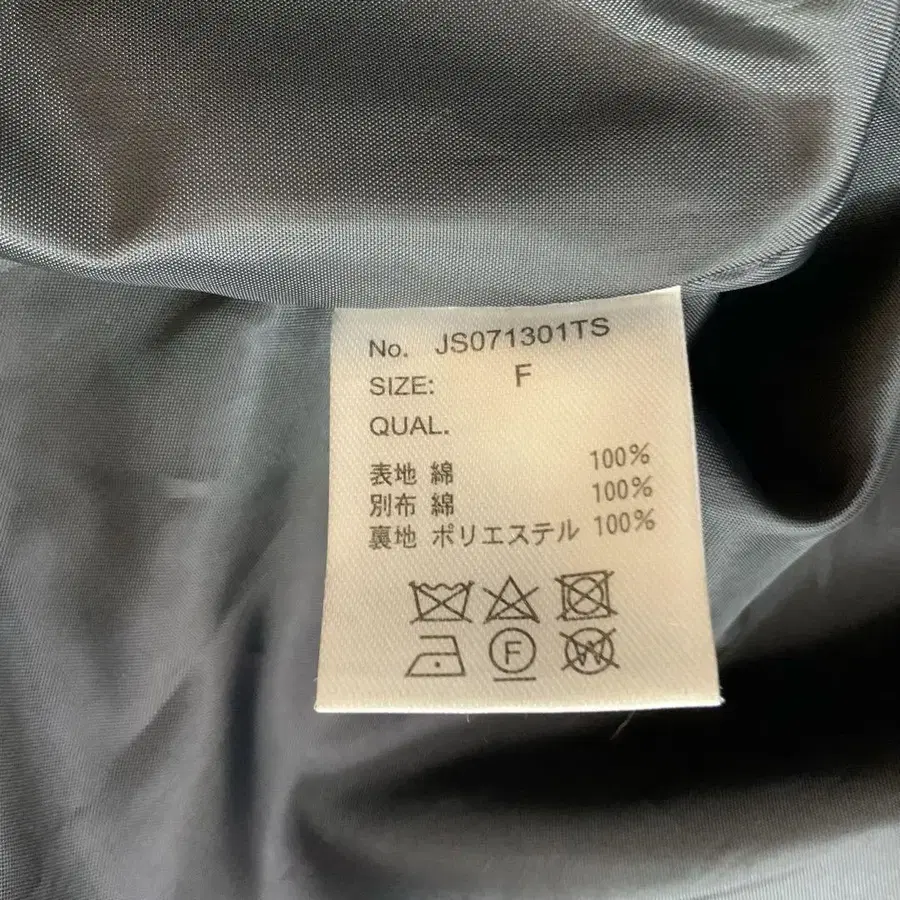 No. JS071301TS
SIZE: F
QUAL.
表地 綿 100%
別布 綿 100%
裏地 ポリエステル 100%
F W